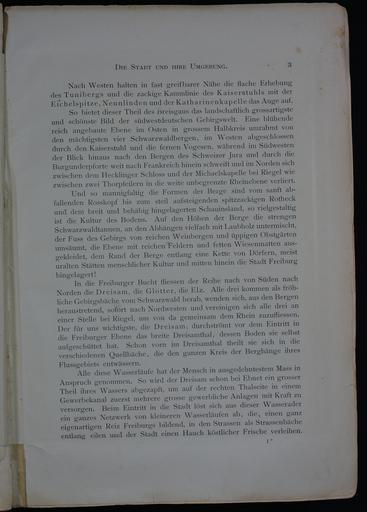 Die Stadt und ihre Umgebung. 3
Nach Westen halten in fast greifbarer Nähe die flache Erhebung
des Tunibergs und die zackige Kammlinie des Kaiserstuhls mit der
Eichelspitze, Neunlinden und der Katharinenkapelle das Auge auf.
So bietet dieser Theil des Breisgaus das landschaftlich grossartigste
und schönste Bild der südwestdeutschen Gebirgswelt. Eine blühende
reich angebaute Ebene im Osten in grossem Halbkreis umrahmt von
den mächtigsten vier Schwarzwaldbergen, im Westen abgeschlossen
durch den Kaiserstuhl und die fernen Vogesen, während im Südwesten
der Blick hinaus nach den Bergen des Schweizer Jura und durch die
Burgunderpforte weit nach Frankreich hinein schweift und im Norden sich
zwischen dem Hecklinger Schloss und der Michaelskapelle bei Riegel wie
zwischen zwei Thorpfeilern in die weite unbegrenzte Rheinebene verliert.
Und so mannigfaltig die Formen der Berge sind vom sanft ab-
fallenden Rosskopf bis zum steil aufsteigenden spitzzackigen Rotheck
und dem breit und behäbig hingelagerten Schauinsland, so vielgestaltig
ist die Kultur des Bodens. Auf den Höhen der Berge die strengen
Schwarzwaldtannen, an den Abhängen vielfach mit Laubholz untermischt,
der Fuss des Gebirgs von reichen Weinbergen und üppigen Obstgärten
umsäumt, die Ebene mit reichen Feldern und fetten Wiesenmatten aus-
gekleidet, dem Rand der Berge entlang eine Kette von Dörfern, meist
uralten Stätten menschlicher Kultur und mitten hinein die Stadt Freiburg
hingelagert!
In die Freiburger Bucht fliessen der Reihe nach von Süden nach
Norden die Dreisam, die Glotter, die Elz. Alle drei kommen als fröh-
liche Gebirgsbäche vom Schwarzwald herab, wenden sich, aus den Bergen
heraustretend, sofort nach Nordwesten und vereinigen sich alle drei an
einer Stelle bei Riegel, um von da gemeinsam dem Rhein zuzufliessen.
Der für uns wichtigste, die Dreisam, durchströmt vor dem Eintritt in
die Freiburger Ebene das breite Dreisamthal, dessen Boden sie selbst
aufgeschüttet hat. Schon vorn im Dreisamthal theilt sie sich in die
verschiedenen Quellbäche, die den ganzen Kreis der Berghänge ihres
Flussgebiets entwässern.
Alle diese Wasserläufe hat der Mensch in ausgedehntestem Mass in
Anspruch genommen. So wird der Dreisam schon bei Ebnet ein grosser
Theil ihres Wassers abgezapft, um auf der rechten Thalseite in einem
Gewerbekanal zuerst mehrere grosse gewerbliche Anlagen mit Kraft zu
versorgen. Beim Eintritt in die Stadt löst sich aus dieser Wasserader
ein ganzes Netzwerk von kleineren Wasserläufen ab, die, einen ganz
eigenartigen Reiz Freiburgs bildend, in den Strassen als Strassenbäche
entlang eilen und der Stadt einen Hauch köstlicher Frische verleihen.
1*